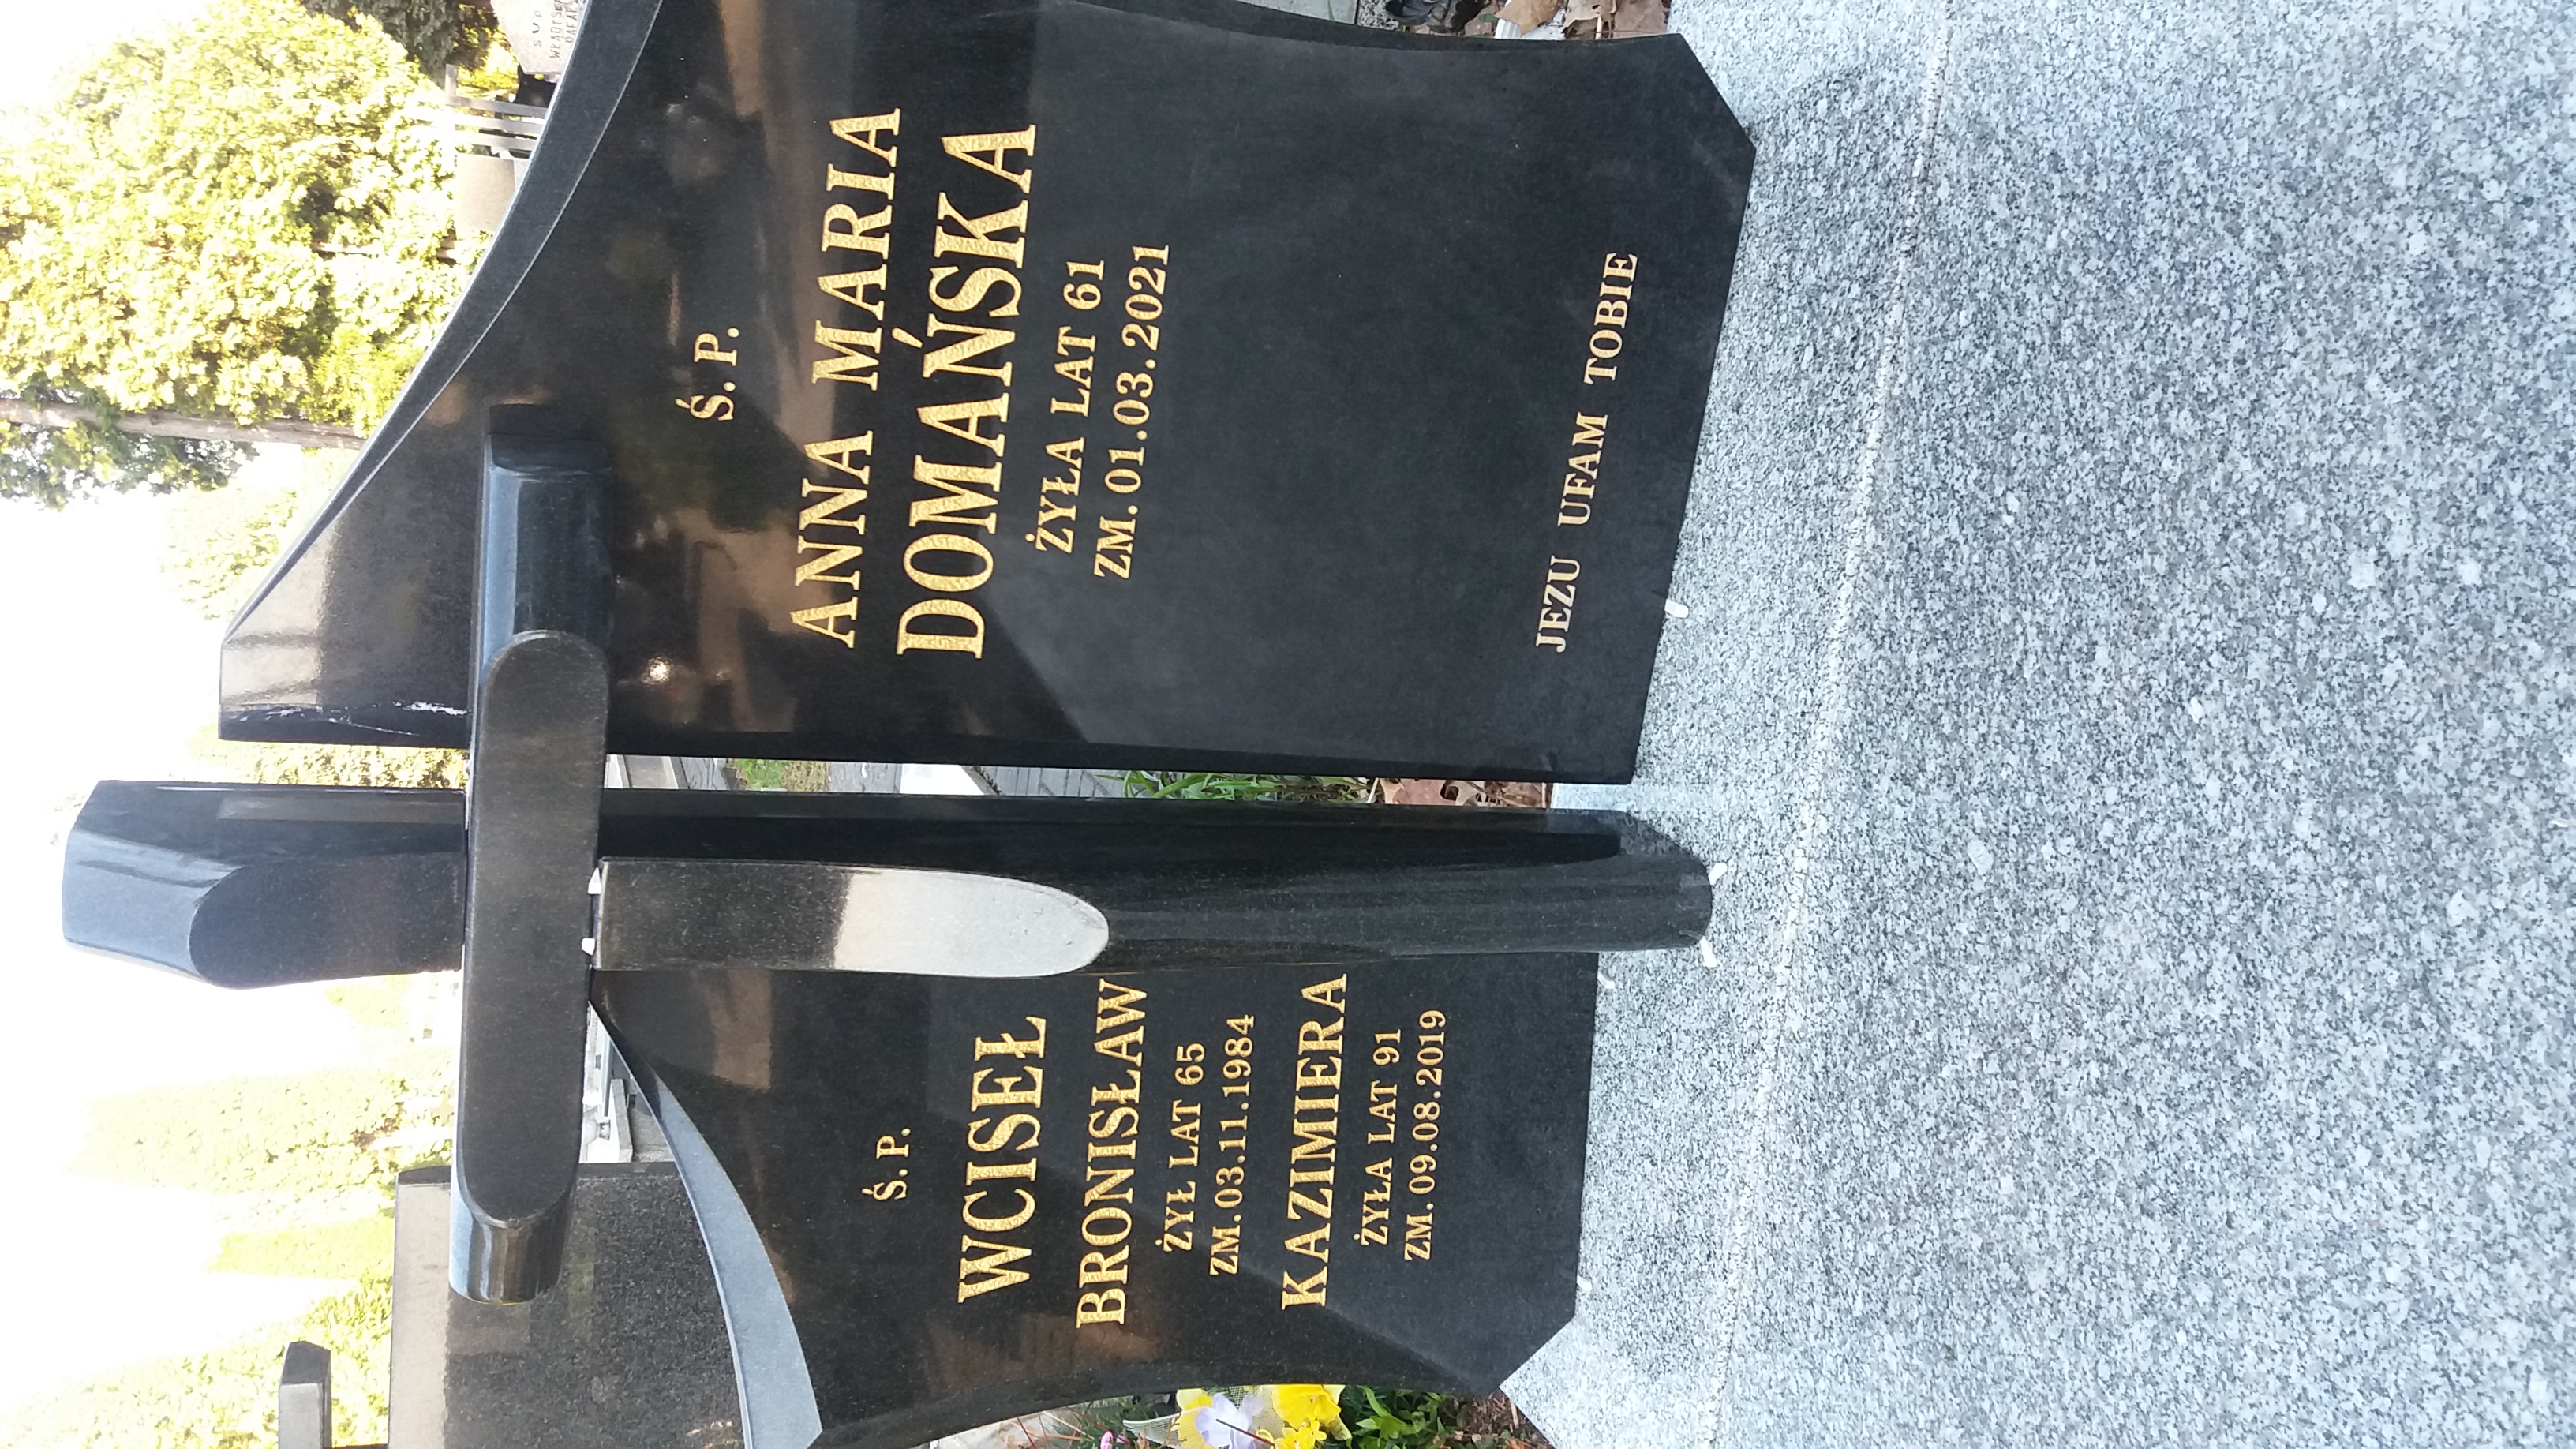 Ś.P.
WCISEŁ
BRONISŁAW
ŻYŁ LAT 65
ZM. 03.11.1984
KAZIMIERA
ŻYŁA LAT 91
ZM. 09.08.2019
Ś.P.
ANNA MARIA
DOMAŃSKA
ŻYŁA LAT 61
ZM. 01.03.2021
JEZU UFAM TOBIE